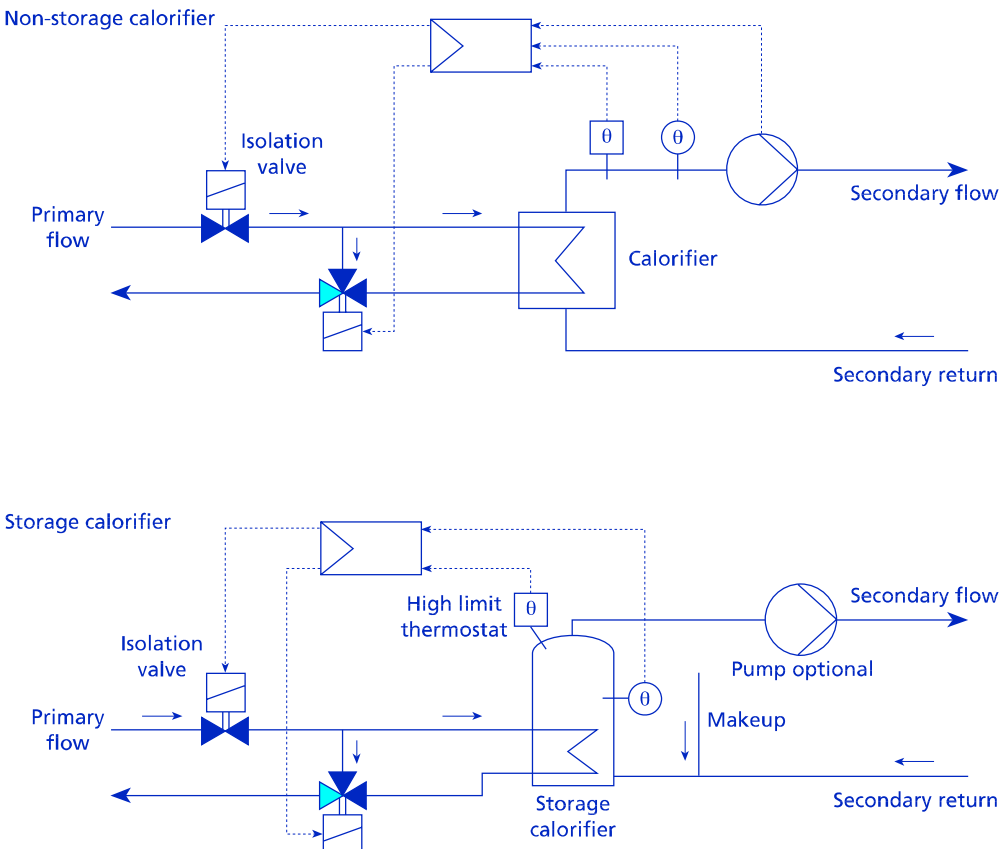 Non-storage calorifier
Isolation
valve
θ
θ
Primary
flow
Secondary flow
Calorifier
Secondary return
Storage calorifier
High limit
thermostat
θ
Secondary flow
Isolation
valve
Pump optional
θ
Primary
flow
Makeup
Storage
calorifier
Secondary return